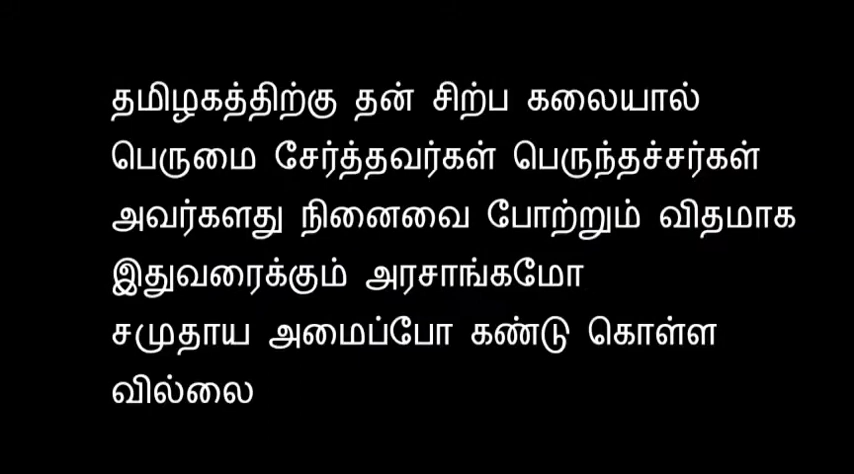 தமிழகத்திற்கு தன் சிற்ப கலையால்
பெருமை சேர்த்தவர்கள் பெருந்தச்சர்கள்
அவர்களது நினைவை போற்றும் விதமாக
இதுவரைக்கும் அரசாங்கமோ
சமுதாய அமைப்போ கண்டு கொள்ள
வில்லை